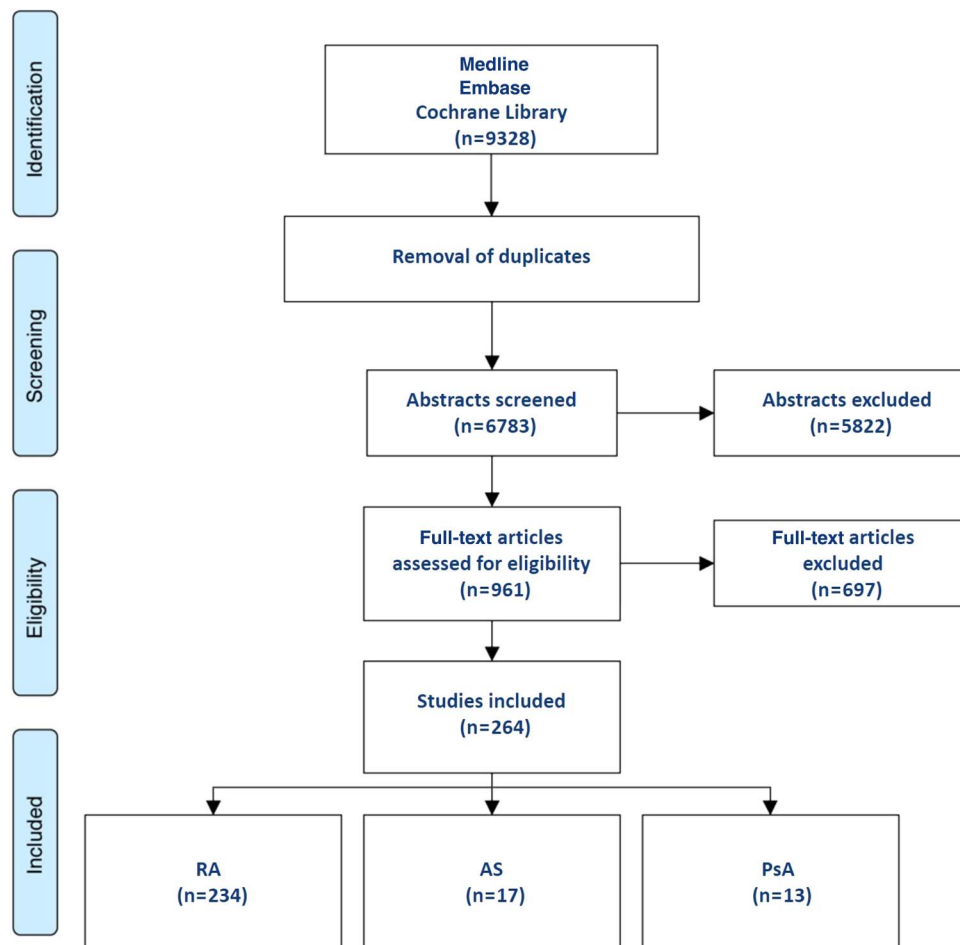 Identification
Medline
Embase
Cochrane Library
(n=9328)
Removal of duplicates
Screening
Abstracts screened
(n=6783)
Abstracts excluded
(n=5822)
Eligibility
Full-text articles
assessed for eligibility
(n=961)
Full-text articles
excluded
(n=697)
Studies included
(n=264)
Included
RA
(n=234)
AS
(n=17)
PsA
(n=13)